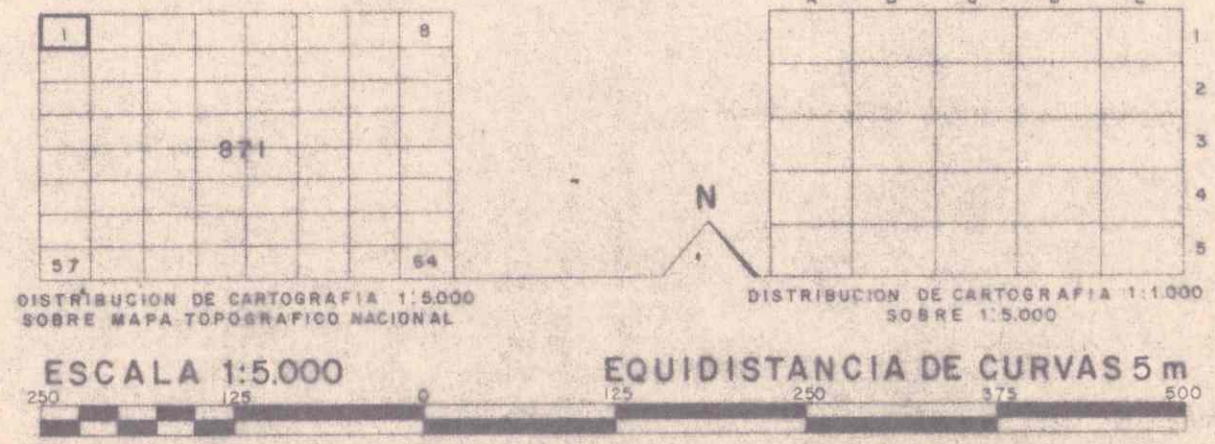 1 8
871
57 64
DISTRIBUCION DE CARTOGRAFIA 1:5.000
SOBRE MAPA TOPOGRAFICO NACIONAL
N
1
2
3
4
5
DISTRIBUCION DE CARTOGRAFIA 1:1.000
SOBRE 1:5.000
ESCALA 1:5.000
EQUIDISTANCIA DE CURVAS 5 m
250 125 0 125 250 375 500